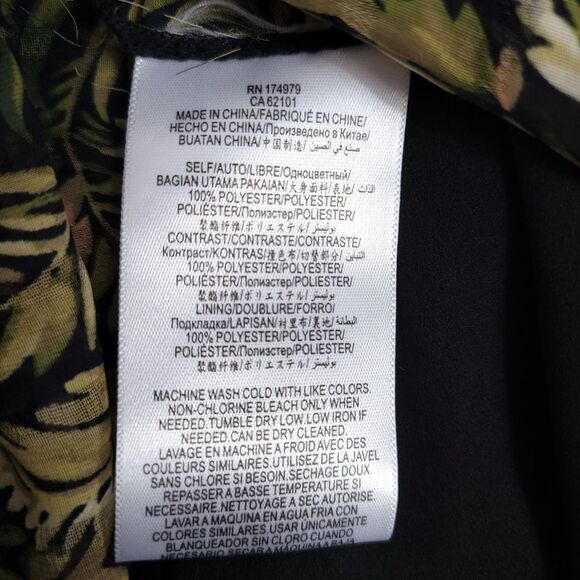 RN 174979
CA 62101
MADE IN CHINA/FABRIQUÉ EN CHINE/
HECHO EN CHINA/Произведено в Китае/
BUATAN CHINA/中国制造/ صنع في الصين
SELF/AUTO/LIBRE/Одноцветный/
BAGIAN UTAMA PAKAIAN/大身面料/表地/ الذات/
100% POLYESTER/POLYESTER/
POLIÉSTER/Полиэстер/POLIESTER/
聚酯纤维/ポリエステル/ بوليستر
CONTRAST/CONTRASTE/CONTRASTE/
Контраст/KONTRAS/撞色布/切替部分/ التباين/
100% POLYESTER/POLYESTER/
POLIÉSTER/Полиэстер/POLIESTER/
聚酯纤维/ポリエステル/ بوليستر
LINING/DOUBLURE/FORRO/
Подкладка/LAPISAN/衬里布/裏地/ البطانة/
100% POLYESTER/POLYESTER/
POLIÉSTER/Полиэстер/POLIESTER/
聚酯纤维/ポリエステル/ بوليستر
MACHINE WASH COLD WITH LIKE COLORS.
NON-CHLORINE BLEACH ONLY WHEN
NEEDED.TUMBLE DRY LOW.LOW IRON IF
NEEDED.CAN BE DRY CLEANED.
LAVAGE EN MACHINE A FROID AVEC DES
COULEURS SIMILAIRES.UTILISEZ DE LA JAVEL
SANS CHLORE SI BESOIN. SECHAGE DOUX.
REPASSER A BASSE TEMPERATURE SI
NECESSAIRE.NETTOYAGE A SEC AUTORISE.
LAVAR A MAQUINA EN AGUA FRIA CON
COLORES SIMILARES.USAR ÚNICAMENTE
BLANQUEADOR SIN CLORO CUANDO
NECESARIO SECAR A MAQUINA A BAJA